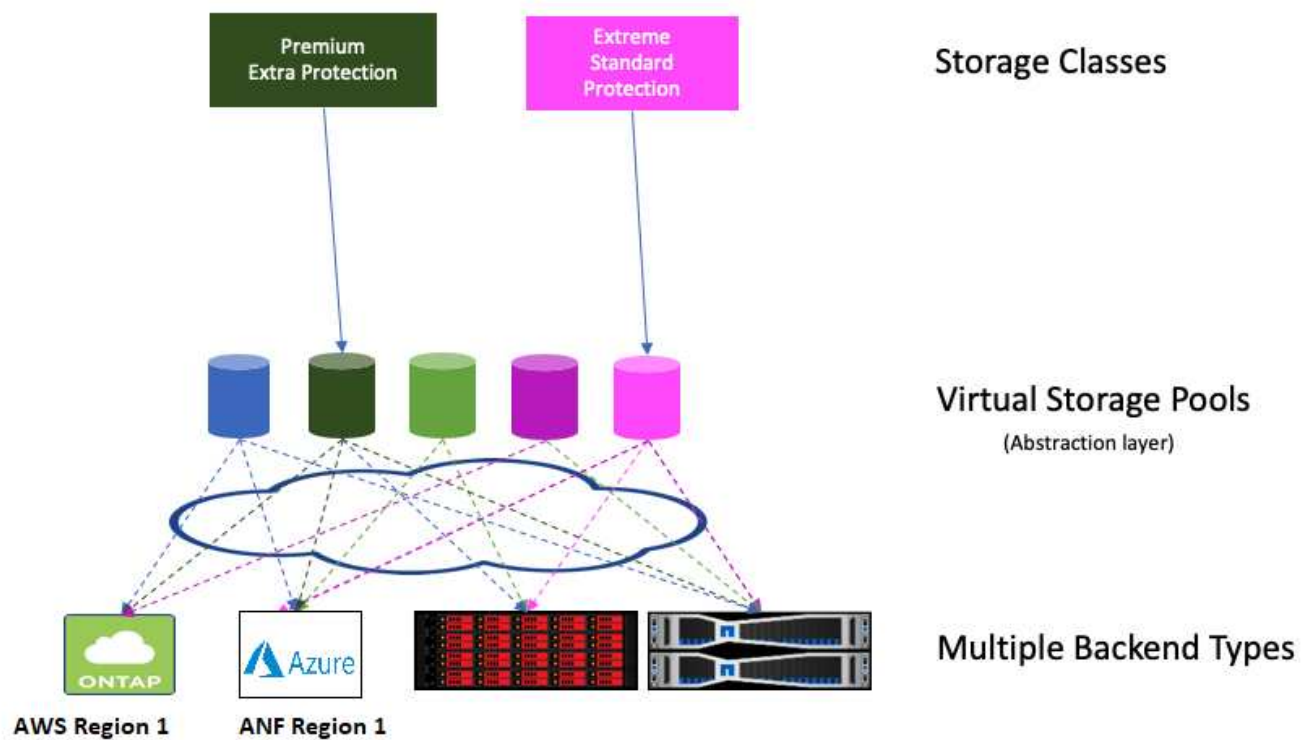 Premium
Extra Protection
Extreme
Standard
Protection
Storage Classes
Virtual Storage Pools
(Abstraction layer)
ONTAP
Azure
Multiple Backend Types
AWS Region 1
ANF Region 1